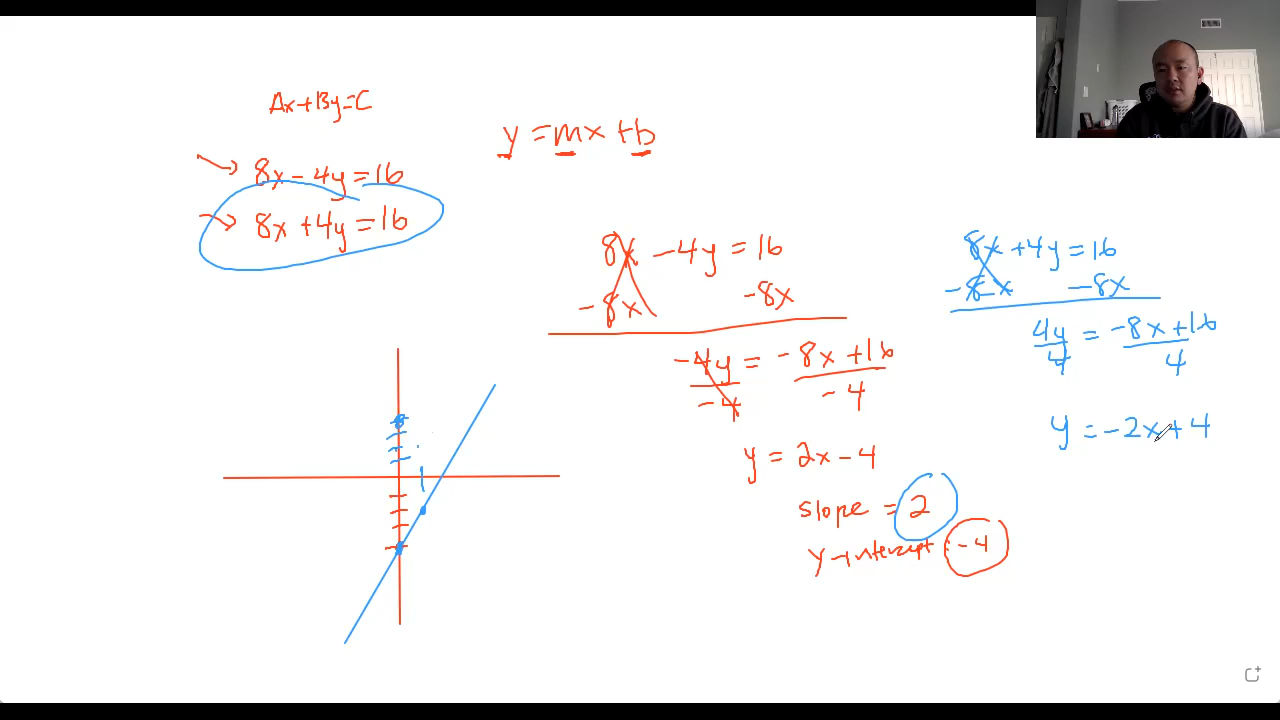 Ax+By=C
y=mx+b
8x-4y=16
8x+4y=16
8x-4y=16
-8x -8x
-4y = -8x+16
-4 -4
y = 2x-4
slope = 2
y-intercept : -4
8x+4y=16
-8x -8x
4y = -8x+16
4 4
y = -2x+4
1